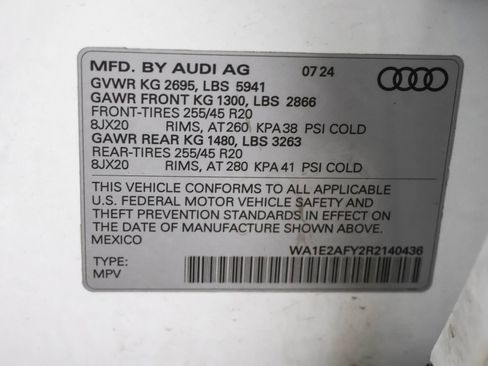 MFD. BY AUDI AG 07 24
GVWR KG 2695, LBS 5941
GAWR FRONT KG 1300, LBS 2866
FRONT-TIRES 255/45 R20
8JX20 RIMS, AT 260 KPA 38 PSI COLD
GAWR REAR KG 1480, LBS 3263
REAR-TIRES 255/45 R20
8JX20 RIMS, AT 280 KPA 41 PSI COLD
THIS VEHICLE CONFORMS TO ALL APPLICABLE
U.S. FEDERAL MOTOR VEHICLE SAFETY AND
THEFT PREVENTION STANDARDS IN EFFECT ON
THE DATE OF MANUFACTURE SHOWN ABOVE.
MEXICO
WA1E2AFY2R2140436
TYPE:
MPV